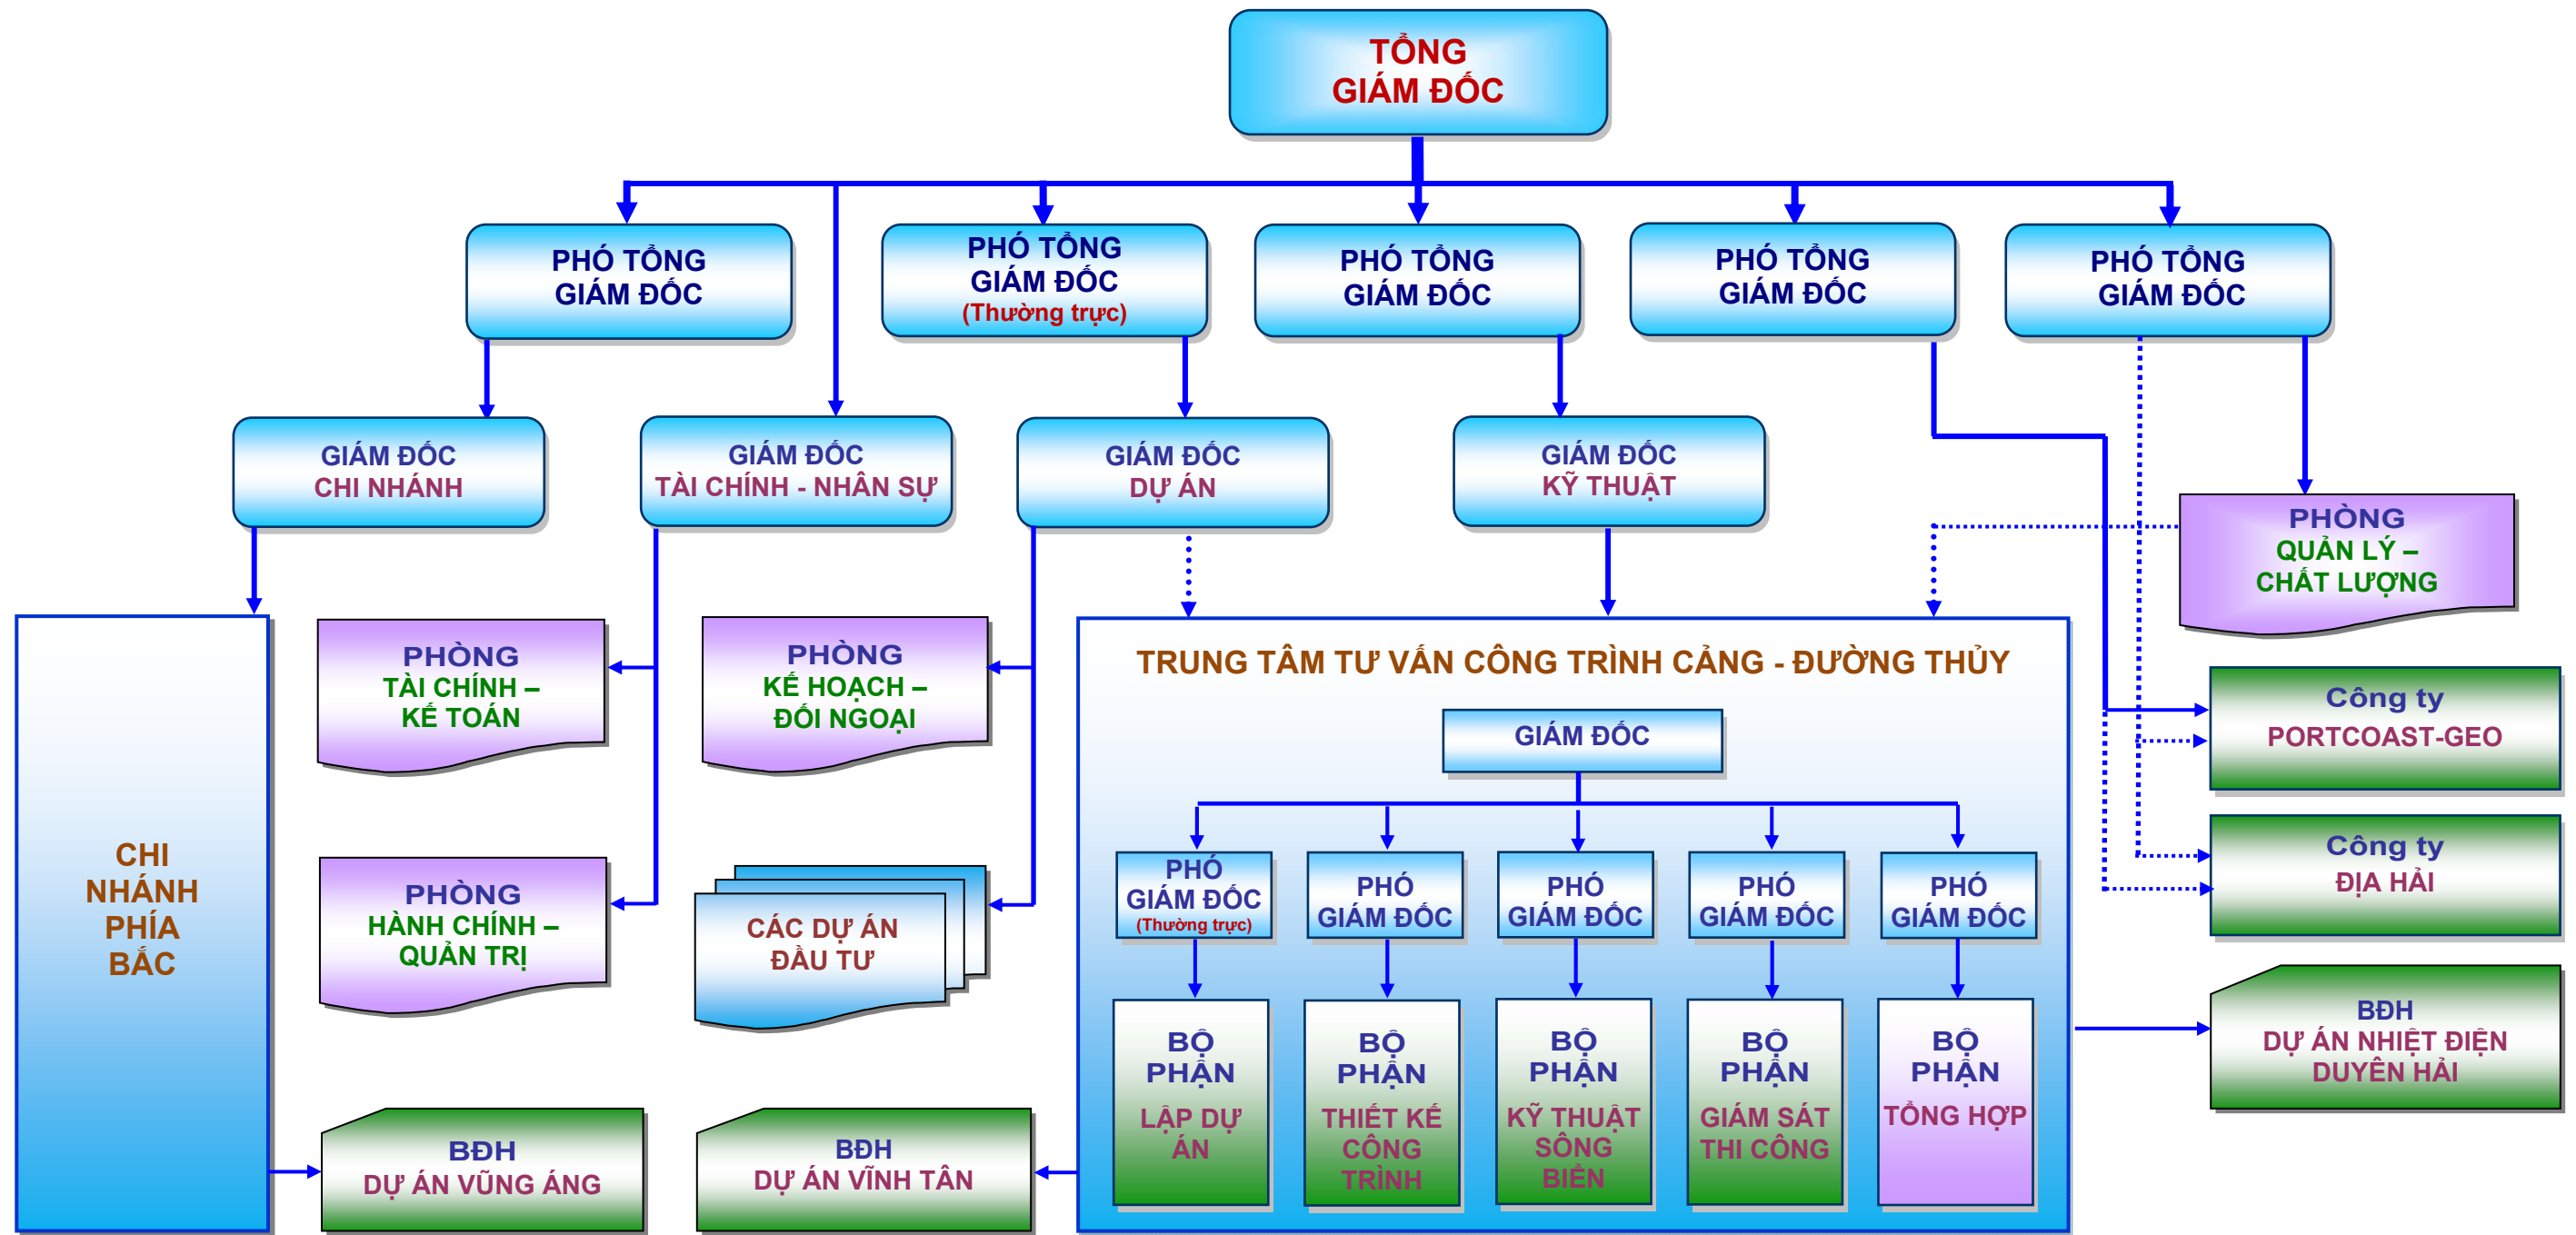 TỔNG
GIÁM ĐỐC
PHÓ TỔNG
GIÁM ĐỐC
PHÓ TỔNG
GIÁM ĐỐC
(Thường trực)
PHÓ TỔNG
GIÁM ĐỐC
PHÓ TỔNG
GIÁM ĐỐC
PHÓ TỔNG
GIÁM ĐỐC
GIÁM ĐỐC
CHI NHÁNH
GIÁM ĐỐC
TÀI CHÍNH - NHÂN SỰ
GIÁM ĐỐC
DỰ ÁN
GIÁM ĐỐC
KỸ THUẬT
PHÒNG
QUẢN LÝ –
CHẤT LƯỢNG
CHI
NHÁNH
PHÍA
BẮC
PHÒNG
TÀI CHÍNH –
KẾ TOÁN
PHÒNG
KẾ HOẠCH –
ĐỐI NGOẠI
PHÒNG
HÀNH CHÍNH –
QUẢN TRỊ
CÁC DỰ ÁN
ĐẦU TƯ
TRUNG TÂM TƯ VẤN CÔNG TRÌNH CẢNG - ĐƯỜNG THỦY
GIÁM ĐỐC
PHÓ
GIÁM ĐỐC
(Thường trực)
PHÓ
GIÁM ĐỐC
PHÓ
GIÁM ĐỐC
PHÓ
GIÁM ĐỐC
PHÓ
GIÁM ĐỐC
BỘ
PHẬN
LẬP DỰ
ÁN
BỘ
PHẬN
THIẾT KẾ
CÔNG
TRÌNH
BỘ
PHẬN
KỸ THUẬT
SÔNG
BIỂN
BỘ
PHẬN
GIÁM SÁT
THI CÔNG
BỘ
PHẬN
TỔNG HỢP
Công ty
PORTCOAST-GEO
Công ty
ĐỊA HẢI
BĐH
DỰ ÁN NHIỆT ĐIỆN
DUYÊN HẢI
BĐH
DỰ ÁN VŨNG ÁNG
BĐH
DỰ ÁN VĨNH TÂN